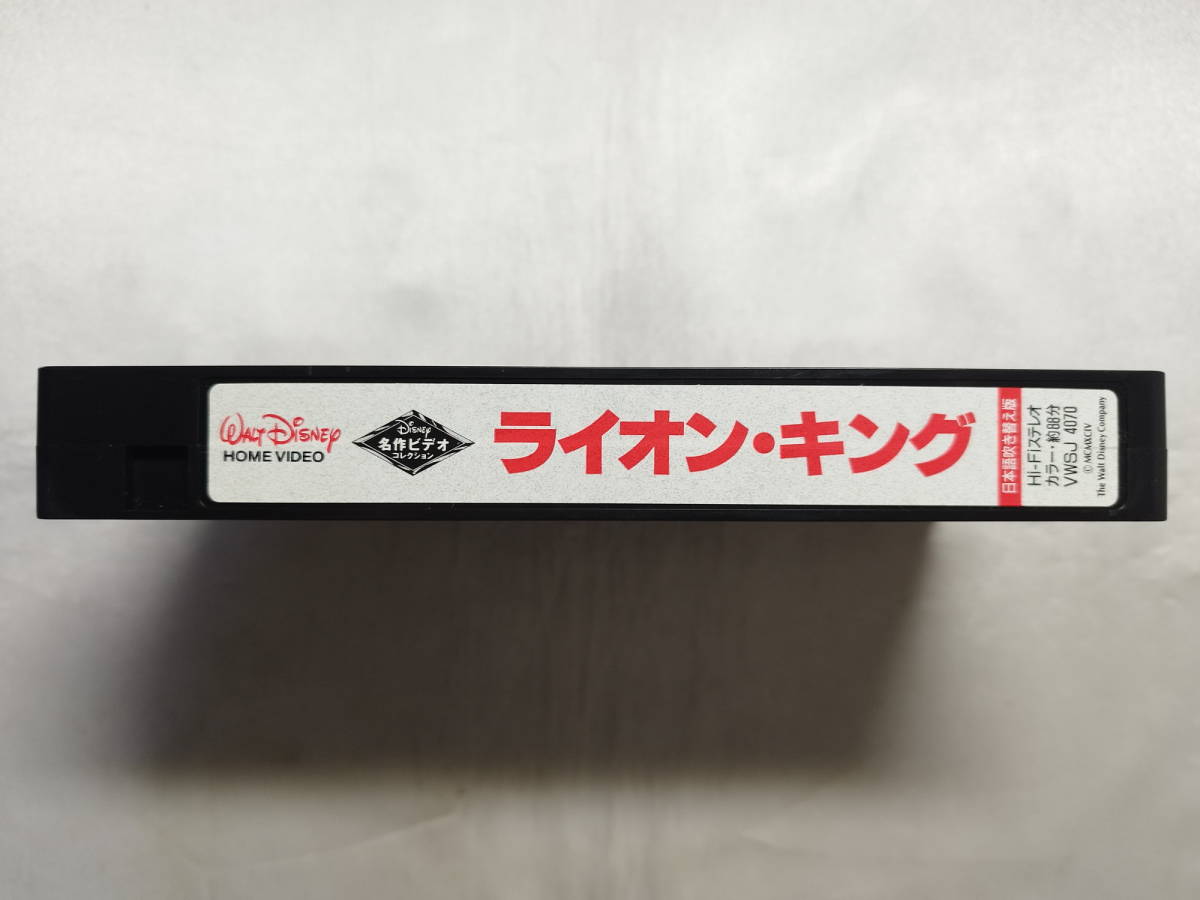 WALT DISNEY
HOME VIDEO
DISNEY
名作ビデオ
コレクション
ライオン・キング
日本語吹き替え版
Hi-Fiステレオ
カラー・約88分
VWSJ 4070
© MCMXCIV
The Walt Disney Company